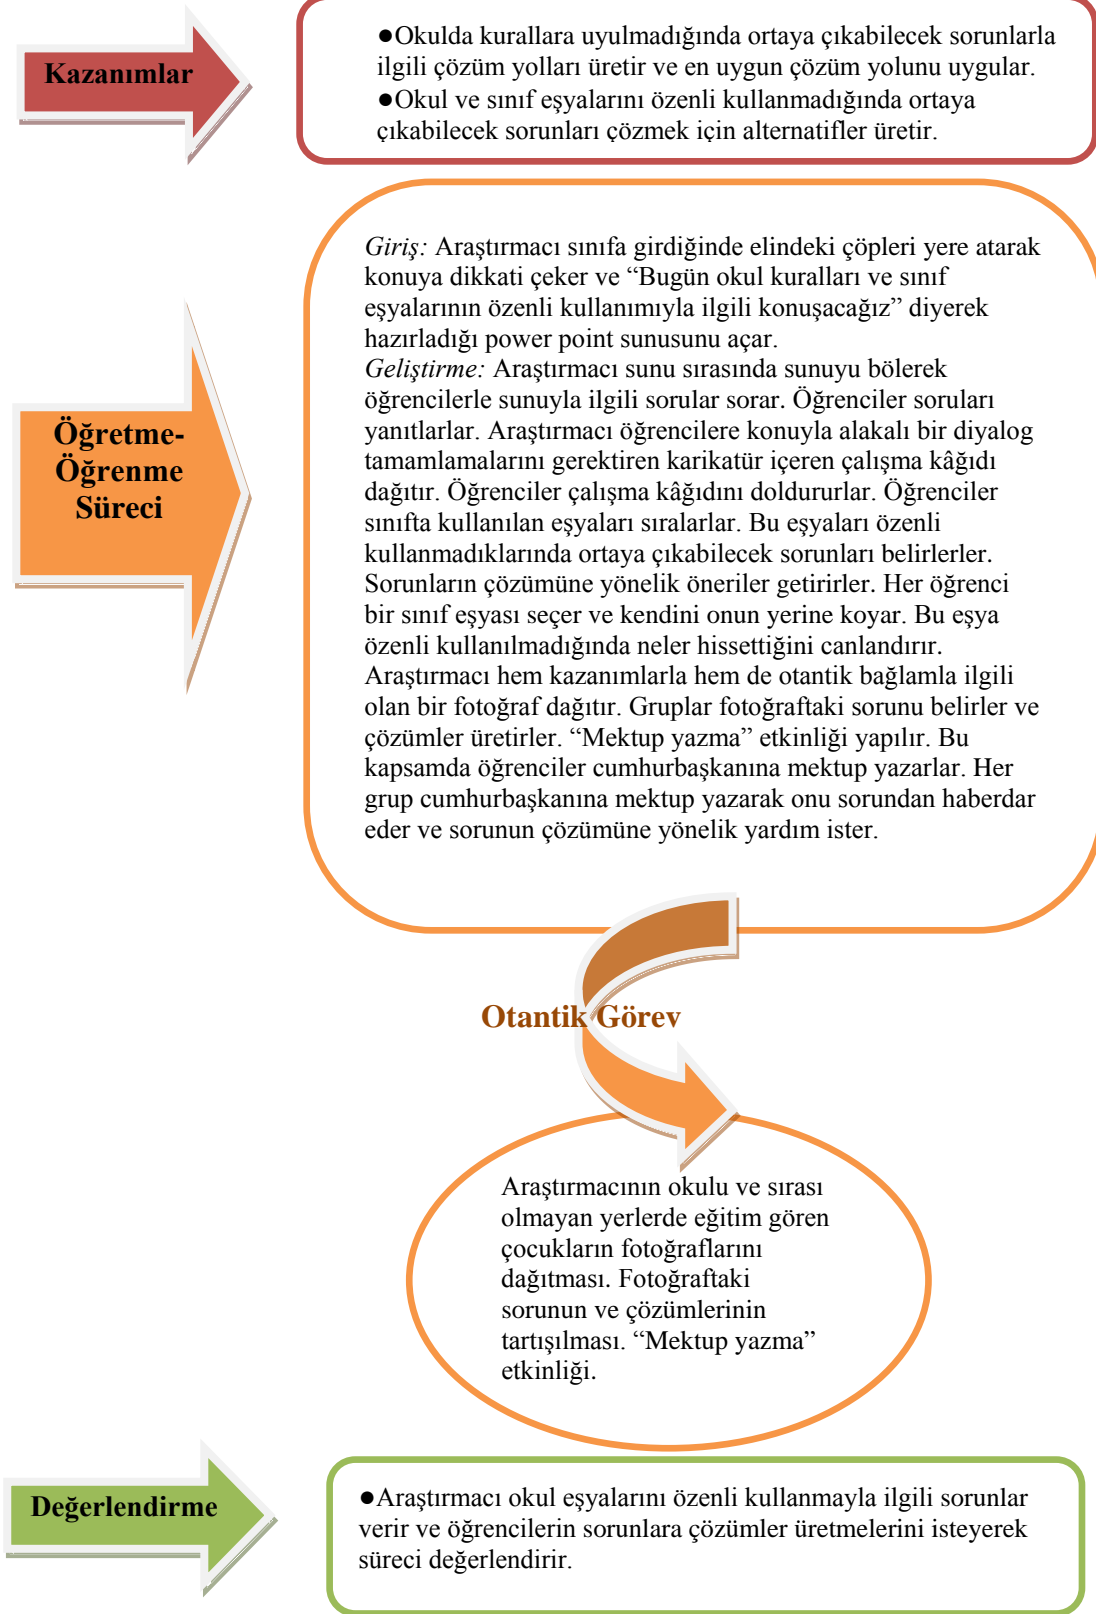 Kazanımlar
●Okulda kurallara uyulmadığında ortaya çıkabilecek sorunlarla
ilgili çözüm yolları üretir ve en uygun çözüm yolunu uygular.
●Okul ve sınıf eşyalarını özenli kullanmadığında ortaya
çıkabilecek sorunları çözmek için alternatifler üretir.
Öğretme-
Öğrenme
Süreci
Giriş: Araştırmacı sınıfa girdiğinde elindeki çöpleri yere atarak
konuya dikkati çeker ve “Bugün okul kuralları ve sınıf
eşyalarının özenli kullanımıyla ilgili konuşacağız” diyerek
hazırladığı power point sunusunu açar.
Geliştirme: Araştırmacı sunu sırasında sunuyu bölerek
öğrencilerle sunuyla ilgili sorular sorar. Öğrenciler soruları
yanıtlarlar. Araştırmacı öğrencilere konuyla alakalı bir diyalog
tamamlamalarını gerektiren karikatür içeren çalışma kâğıdı
dağıtır. Öğrenciler çalışma kâğıdını doldururlar. Öğrenciler
sınıfta kullanılan eşyaları sıralarlar. Bu eşyaları özenli
kullanmadıklarında ortaya çıkabilecek sorunları belirlerler.
Sorunların çözümüne yönelik öneriler getirirler. Her öğrenci
bir sınıf eşyası seçer ve kendini onun yerine koyar. Bu eşya
özenli kullanılmadığında neler hissettiğini canlandırır.
Araştırmacı hem kazanımlarla hem de otantik bağlamla ilgili
olan bir fotoğraf dağıtır. Gruplar fotoğraftaki sorunu belirler ve
çözümler üretirler. “Mektup yazma” etkinliği yapılır. Bu
kapsamda öğrenciler cumhurbaşkanına mektup yazarlar. Her
grup cumhurbaşkanına mektup yazarak onu sorundan haberdar
eder ve sorunun çözümüne yönelik yardım ister.
Otantik Görev
Araştırmacının okulu ve sırası
olmayan yerlerde eğitim gören
çocukların fotoğraflarını
dağıtması. Fotoğraftaki
sorunun ve çözümlerinin
tartışılması. “Mektup yazma”
etkinliği.
Değerlendirme
●Araştırmacı okul eşyalarını özenli kullanmayla ilgili sorunlar
verir ve öğrencilerin sorunlara çözümler üretmelerini isteyerek
süreci değerlendirir.